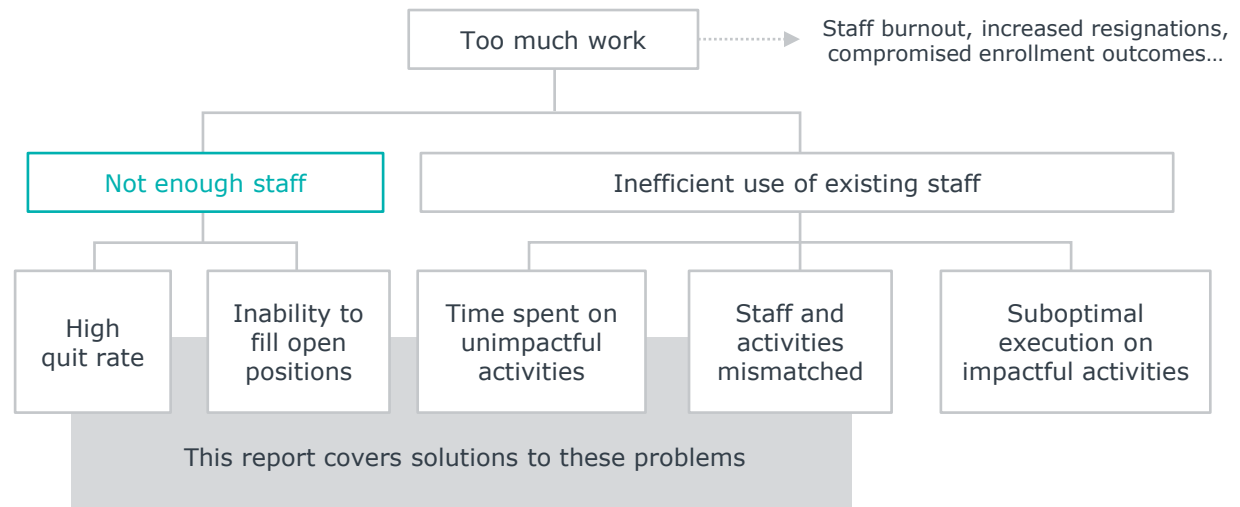 Too much work
Staff burnout, increased resignations,
compromised enrollment outcomes…
Not enough staff
Inefficient use of existing staff
High
quit rate
Inability to
fill open
positions
Time spent on
unimpactful
activities
Staff and
activities
mismatched
Suboptimal
execution on
impactful activities
This report covers solutions to these problems